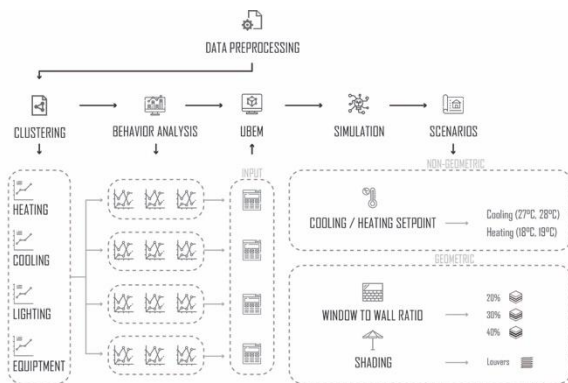 DATA PREPROCESSING
CLUSTERING
BEHAVIOR ANALYSIS
UBEM
SIMULATION
SCENARIOS
INPUT
NON-GEOMETRIC
HEATING
COOLING
LIGHTING
EQUIPTMENT
COOLING / HEATING SETPOINT
Cooling (27ºC, 28ºC)
Heating (18ºC, 19ºC)
GEOMETRIC
WINDOW TO WALL RATIO
20%
30%
40%
SHADING
Louvers